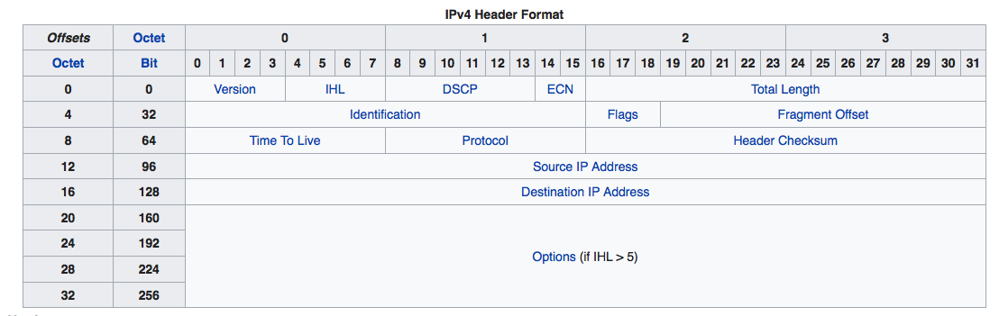 IPv4 Header Format
Offsets Octet 0 1 2 3
Octet Bit 0 1 2 3 4 5 6 7 8 9 10 11 12 13 14 15 16 17 18 19 20 21 22 23 24 25 26 27 28 29 30 31
0 0 Version IHL DSCP ECN Total Length
4 32 Identification Flags Fragment Offset
8 64 Time To Live Protocol Header Checksum
12 96 Source IP Address
16 128 Destination IP Address
20 160
24 192
Options (if IHL > 5)
28 224
32 256